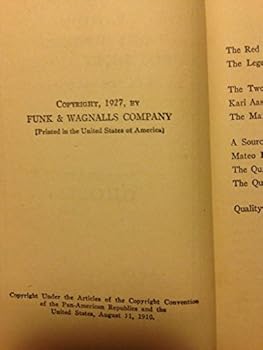 COPYRIGHT, 1927, BY
FUNK & WAGNALLS COMPANY
[Printed in the United States of America]
Copyright Under the Articles of the Copyright Convention
of the Pan-American Republics and the
United States, August 11, 1910.
The Red
The Lege
The Two
Karl Aas
The Ma
A Sourc
Mateo
The Qu
The Qu
Quality